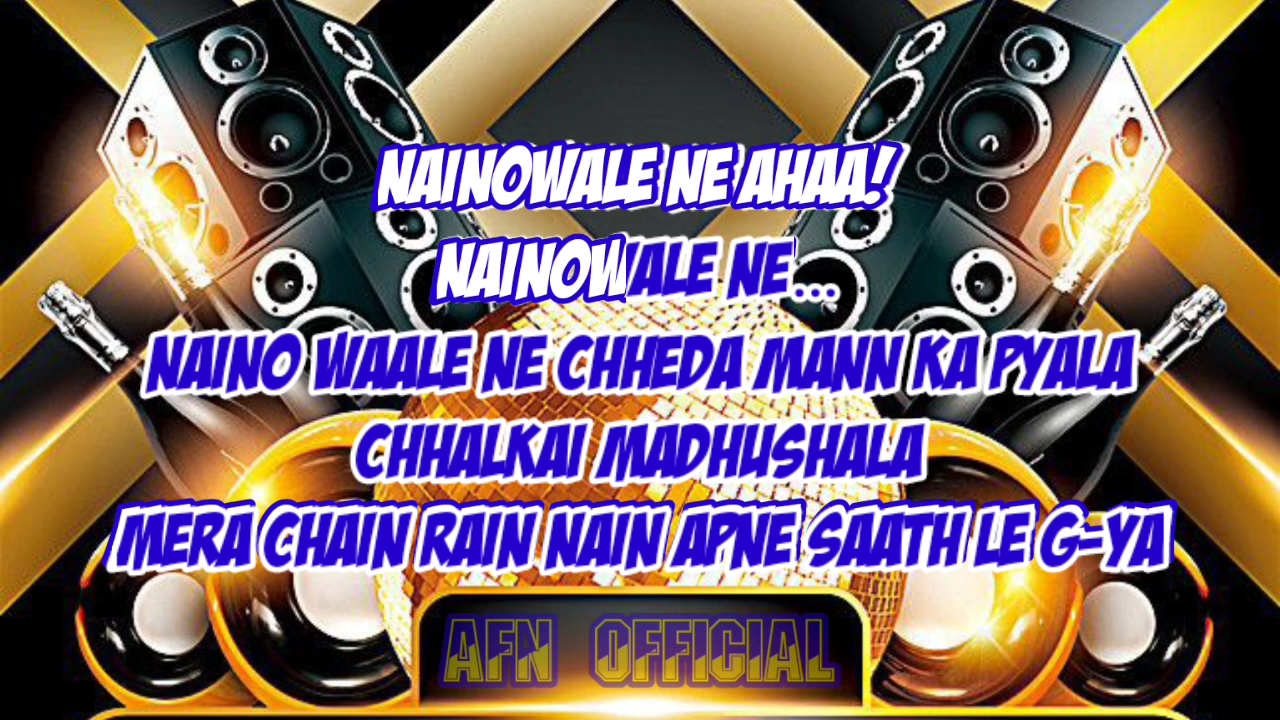 NAINOWALE NE AHAA!
NAINOWALE NE...
NAINO WAALE NE CHHEDA MANN KA PYALA
CHHALKAI MADHUSHALA
MERA CHAIN RAIN NAIN APNE SAATH LE G-YA
AFN OFFICIAL